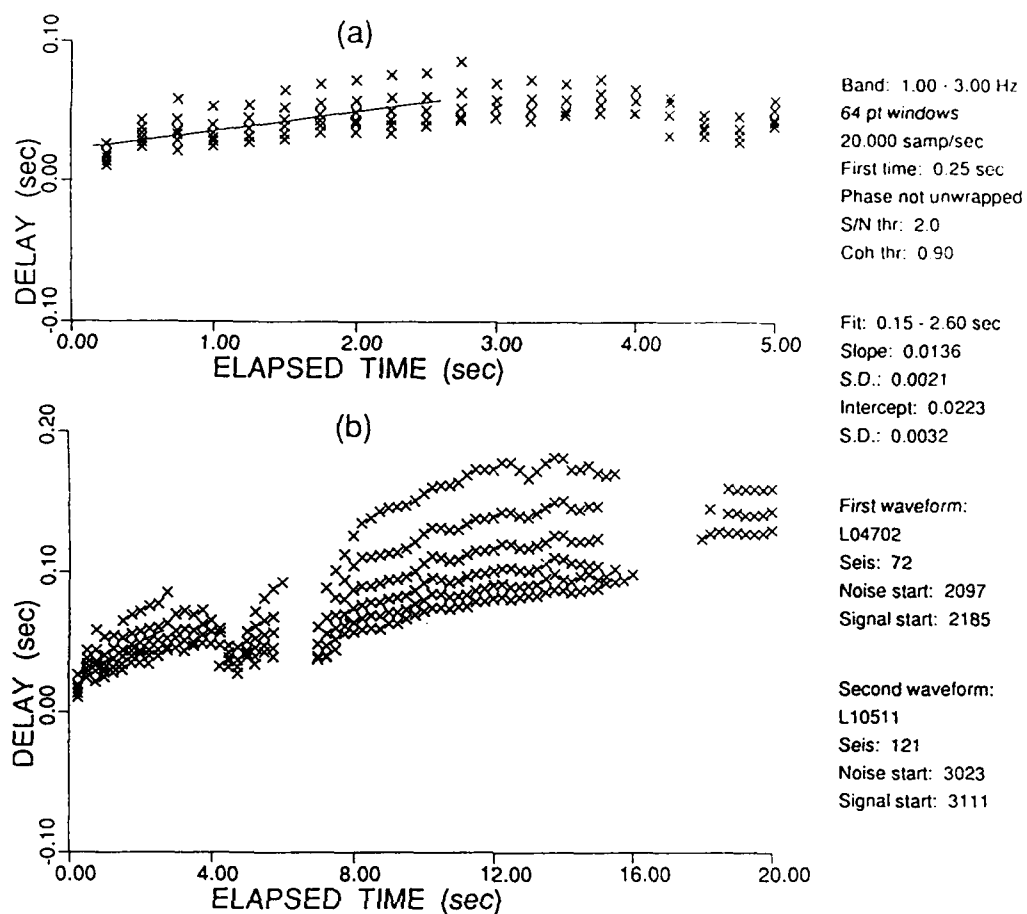 (a)
0.10
0.00
-0.10
DELAY (sec)
0.00 1.00 2.00 3.00 4.00 5.00
ELAPSED TIME (sec)
(b)
0.20
0.10
0.00
-0.10
DELAY (sec)
0.00 4.00 8.00 12.00 16.00 20.00
ELAPSED TIME (sec)
Band: 1.00 - 3.00 Hz
64 pt windows
20.000 samp/sec
First time: 0.25 sec
Phase not unwrapped
S/N thr: 2.0
Coh thr: 0.90
Fit: 0.15 - 2.60 sec
Slope: 0.0136
S.D.: 0.0021
Intercept: 0.0223
S.D.: 0.0032
First waveform:
L04702
Seis: 72
Noise start: 2097
Signal start: 2185
Second waveform:
L10511
Seis: 121
Noise start: 3023
Signal start: 3111